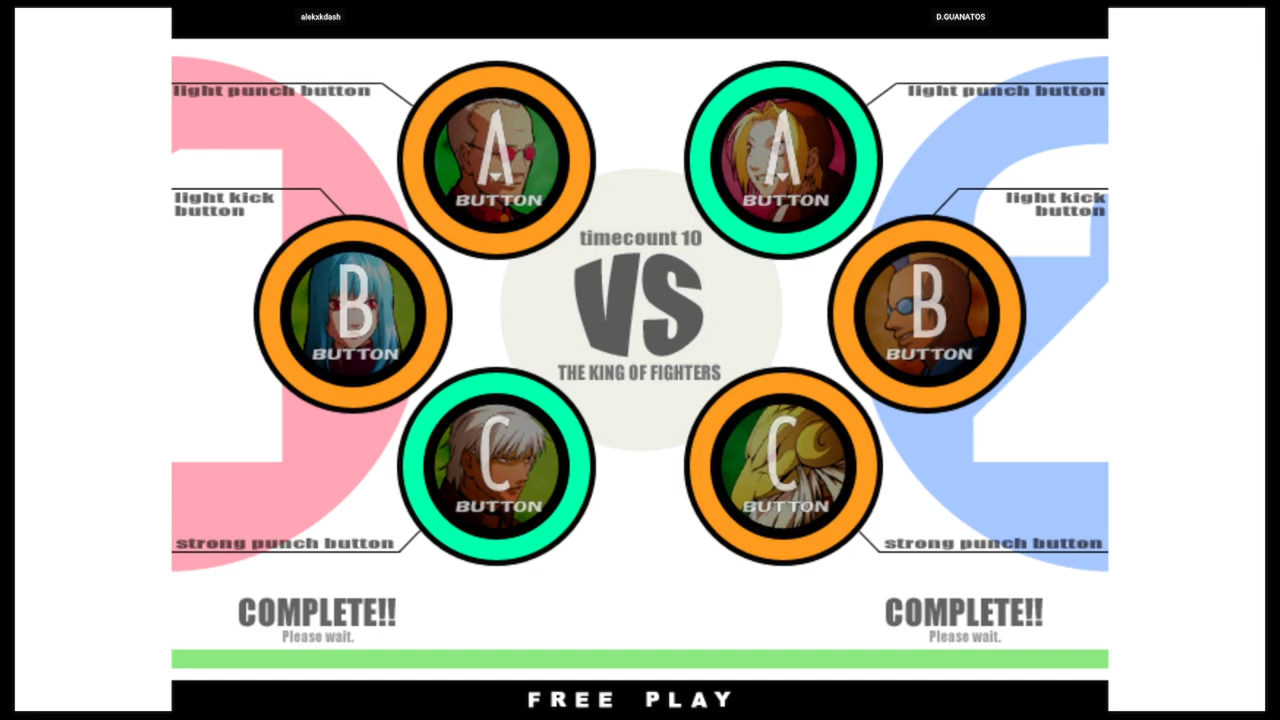 alekxkdash
D.GUANATOS
light punch button
light punch button
A
BUTTON
A
BUTTON
light kick
button
light kick
button
timecount 10
VS
THE KING OF FIGHTERS
B
BUTTON
B
BUTTON
C
BUTTON
C
BUTTON
strong punch button
strong punch button
COMPLETE!!
Please wait.
COMPLETE!!
Please wait.
FREE PLAY